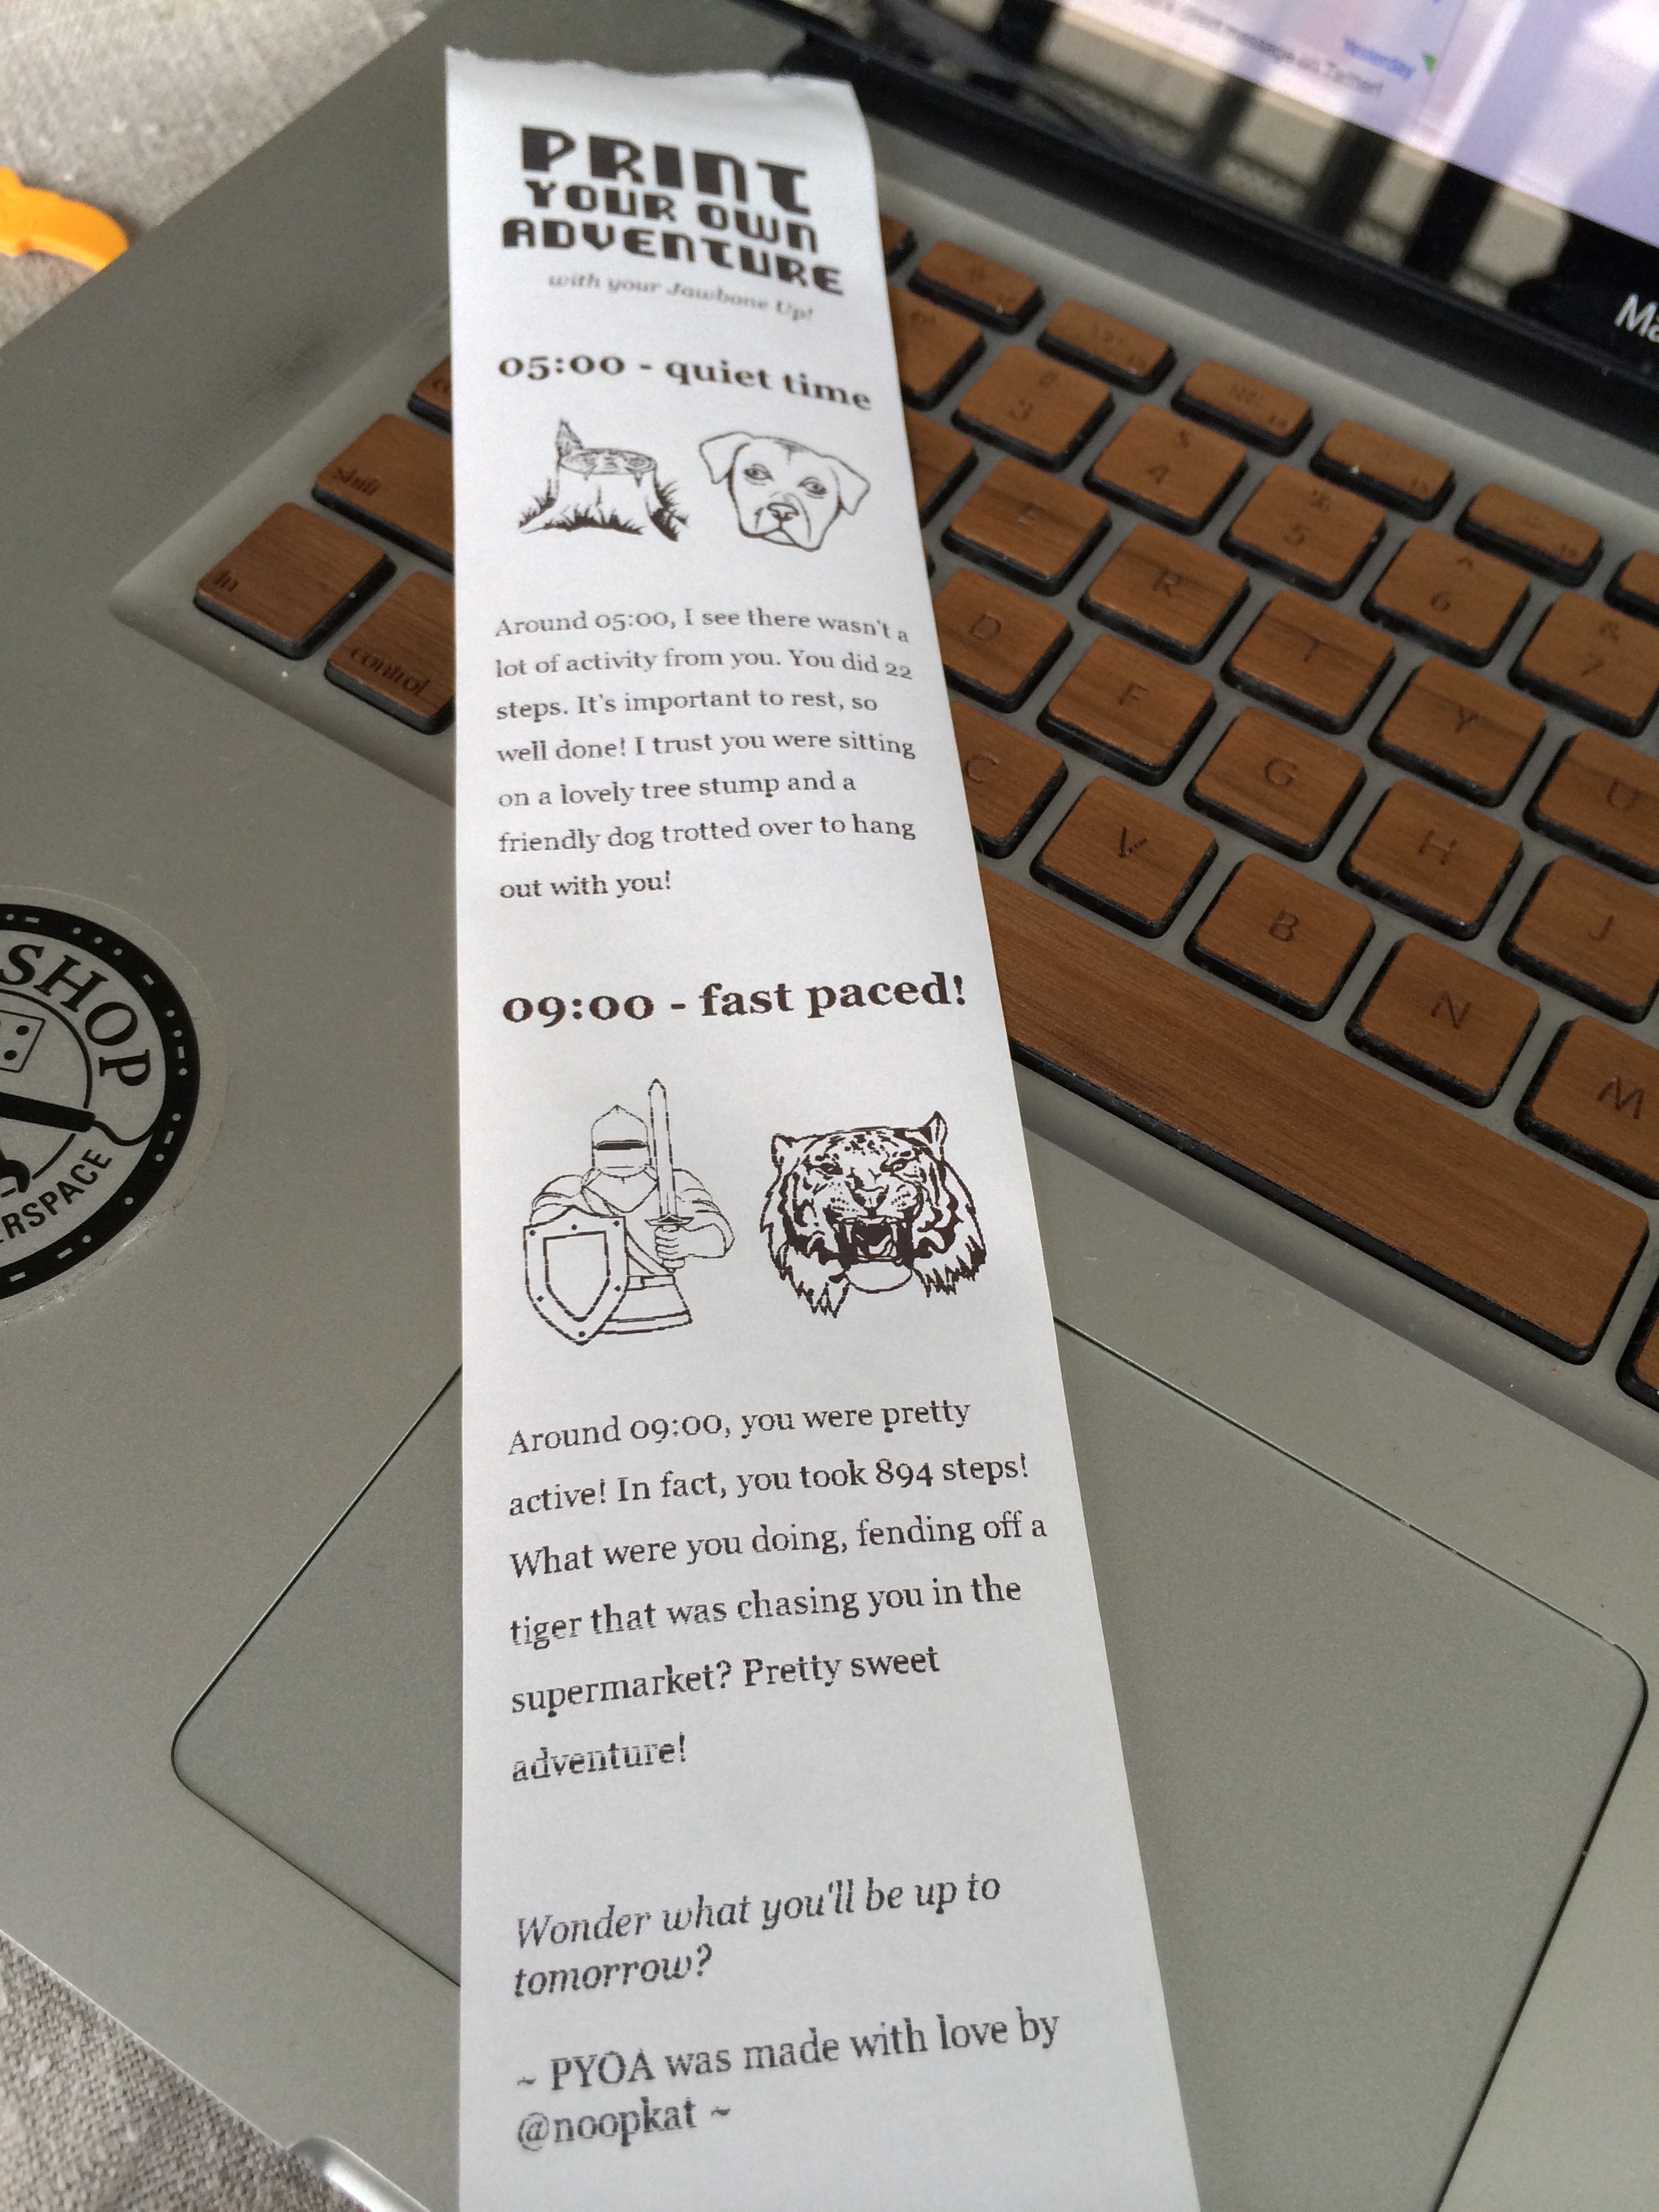 PRINT
YOUR OWN
ADVENTURE
with your Jawbone Up!
05:00 - quiet time
Around 05:00, I see there wasn't a
lot of activity from you. You did 22
steps. It's important to rest, so
well done! I trust you were sitting
on a lovely tree stump and a
friendly dog trotted over to hang
out with you!
09:00 - fast paced!
Around 09:00, you were pretty
active! In fact, you took 894 steps!
What were you doing, fending off a
tiger that was chasing you in the
supermarket? Pretty sweet
adventure!
Wonder what you'll be up to
tomorrow?
~ PYOA was made with love by
@noopkat ~
SHOP
ERSPACE
Yesterday
Ma
shift
fn
control
3
$
4
%
5
^
6
&
7
R
T
Y
U
D
F
G
H
J
C
V
B
N
M